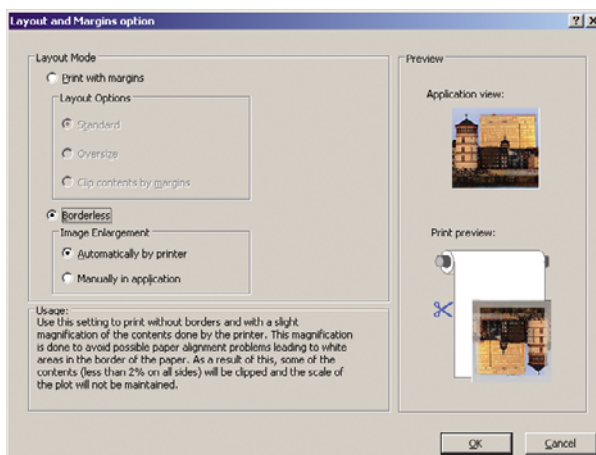 Layout and Margins option
Layout Mode
Print with margins
Layout Options
Standard
Oversize
Clip contents by margins
Borderless
Image Enlargement
Automatically by printer
Manually in application
Usage:
Use this setting to print without borders and with a slight
magnification of the contents done by the printer. This magnification
is done to avoid possible paper alignment problems leading to white
areas in the border of the paper. As a result of this, some of the
contents (less than 2% on all sides) will be clipped and the scale of
the plot will not be maintained.
Preview
Application view:
Print preview:
OK
Cancel